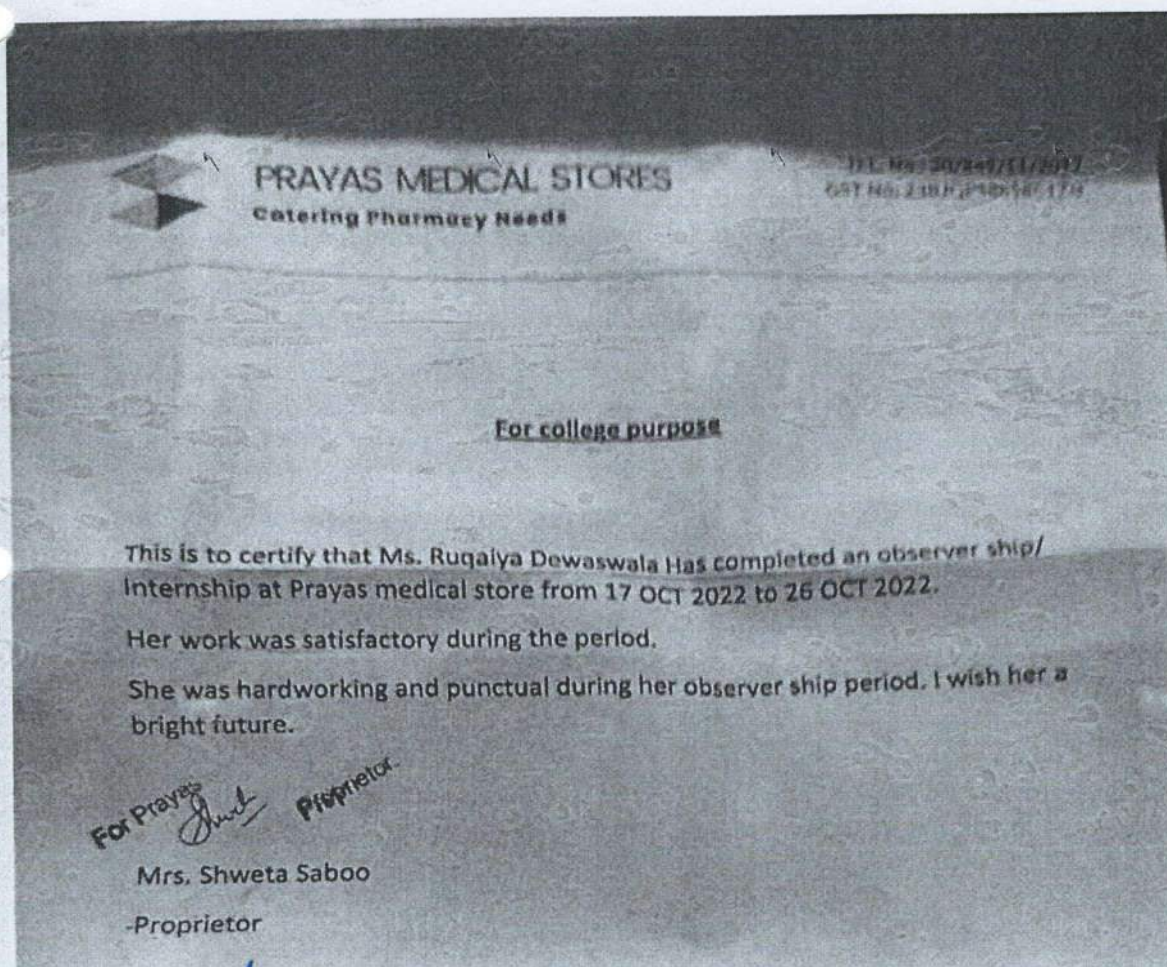 PRAYAS MEDICAL STORES
Catering Pharmacy Needs
For college purpose
This is to certify that Ms. Ruqaiya Dewaswala Has completed an observer ship/
Internship at Prayas medical store from 17 OCT 2022 to 26 OCT 2022.
Her work was satisfactory during the period.
She was hardworking and punctual during her observer ship period. I wish her a
bright future.
For Prayas Proprietor
Mrs. Shweta Saboo
-Proprietor